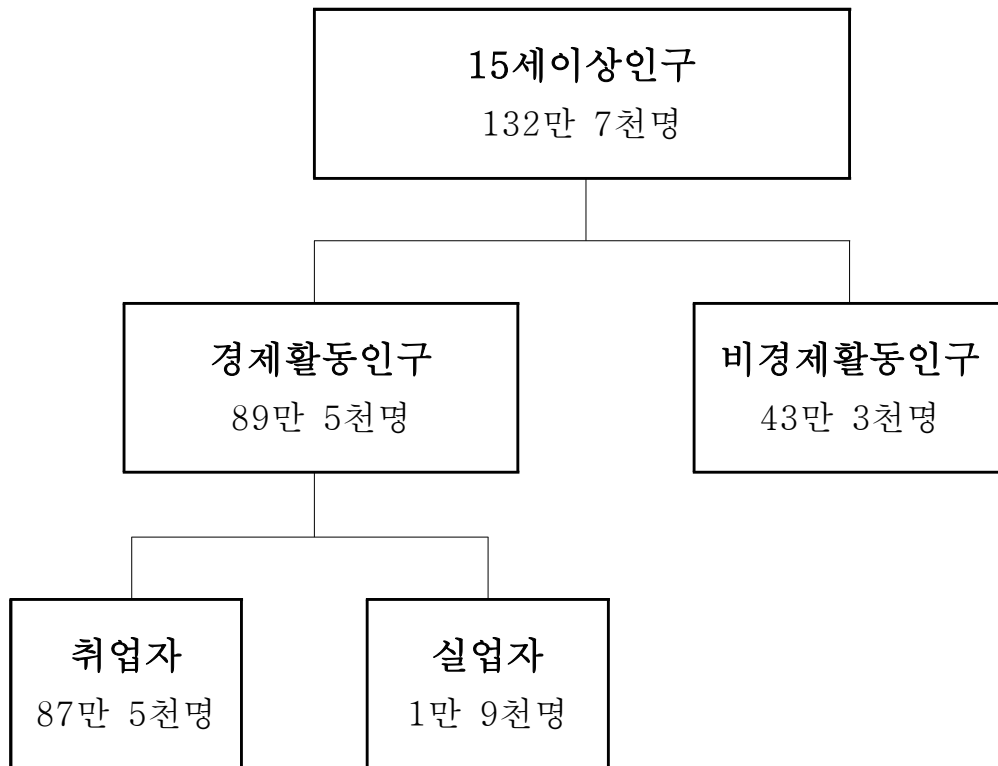 15세이상인구
132만 7천명
경제활동인구
89만 5천명
비경제활동인구
43만 3천명
취업자
87만 5천명
실업자
1만 9천명